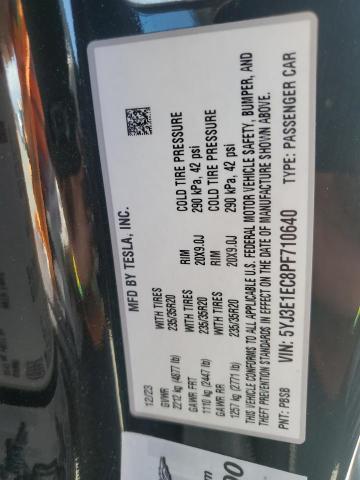 MFD BY TESLA, INC.
12/23
GVWR
2212 kg (4877 lb)
GAWR FRT WITH TIRES RIM COLD TIRE PRESSURE
1110 kg (2447 lb) 235/35R20 20X9.0J 290 kPa, 42 psi
GAWR RR WITH TIRES RIM COLD TIRE PRESSURE
1257 kg (2771 lb) 235/35R20 20X9.0J 290 kPa, 42 psi
THIS VEHICLE CONFORMS TO ALL APPLICABLE U.S. FEDERAL MOTOR VEHICLE SAFETY, BUMPER, AND
THEFT PREVENTION STANDARDS IN EFFECT ON THE DATE OF MANUFACTURE SHOWN ABOVE.
VIN: 5YJ3E1EC8PF710640 TYPE: PASSENGER CAR
PNT: PBSB